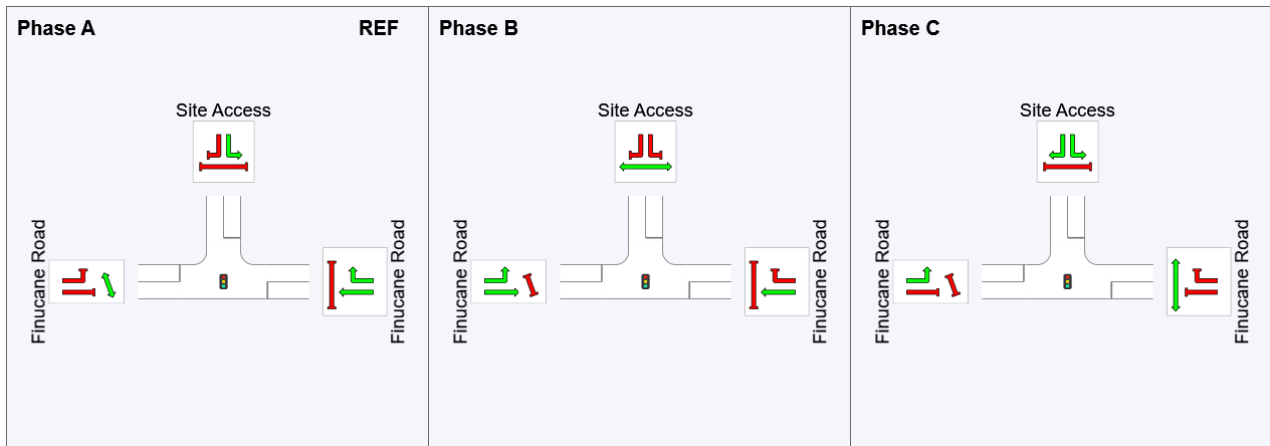 Phase A
REF
Site Access
Finucane Road
Finucane Road
Phase B
Site Access
Finucane Road
Finucane Road
Phase C
Site Access
Finucane Road
Finucane Road